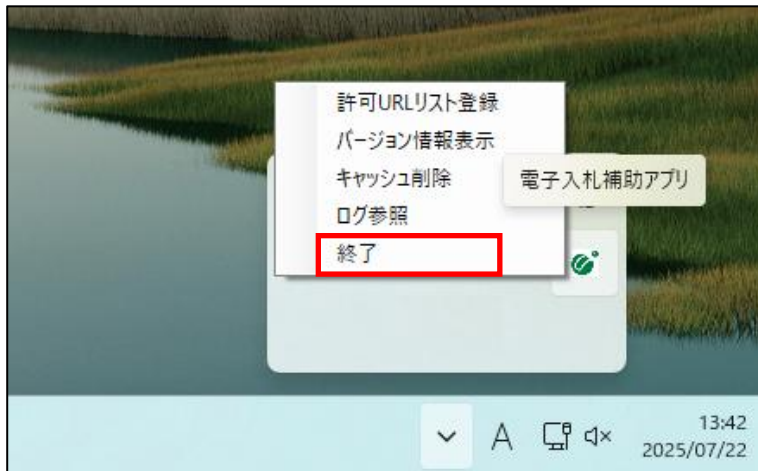 許可URLリスト登録
バージョン情報表示
キャッシュ削除
電子入札補助アプリ
ログ参照
終了
A
13:42
2025/07/22